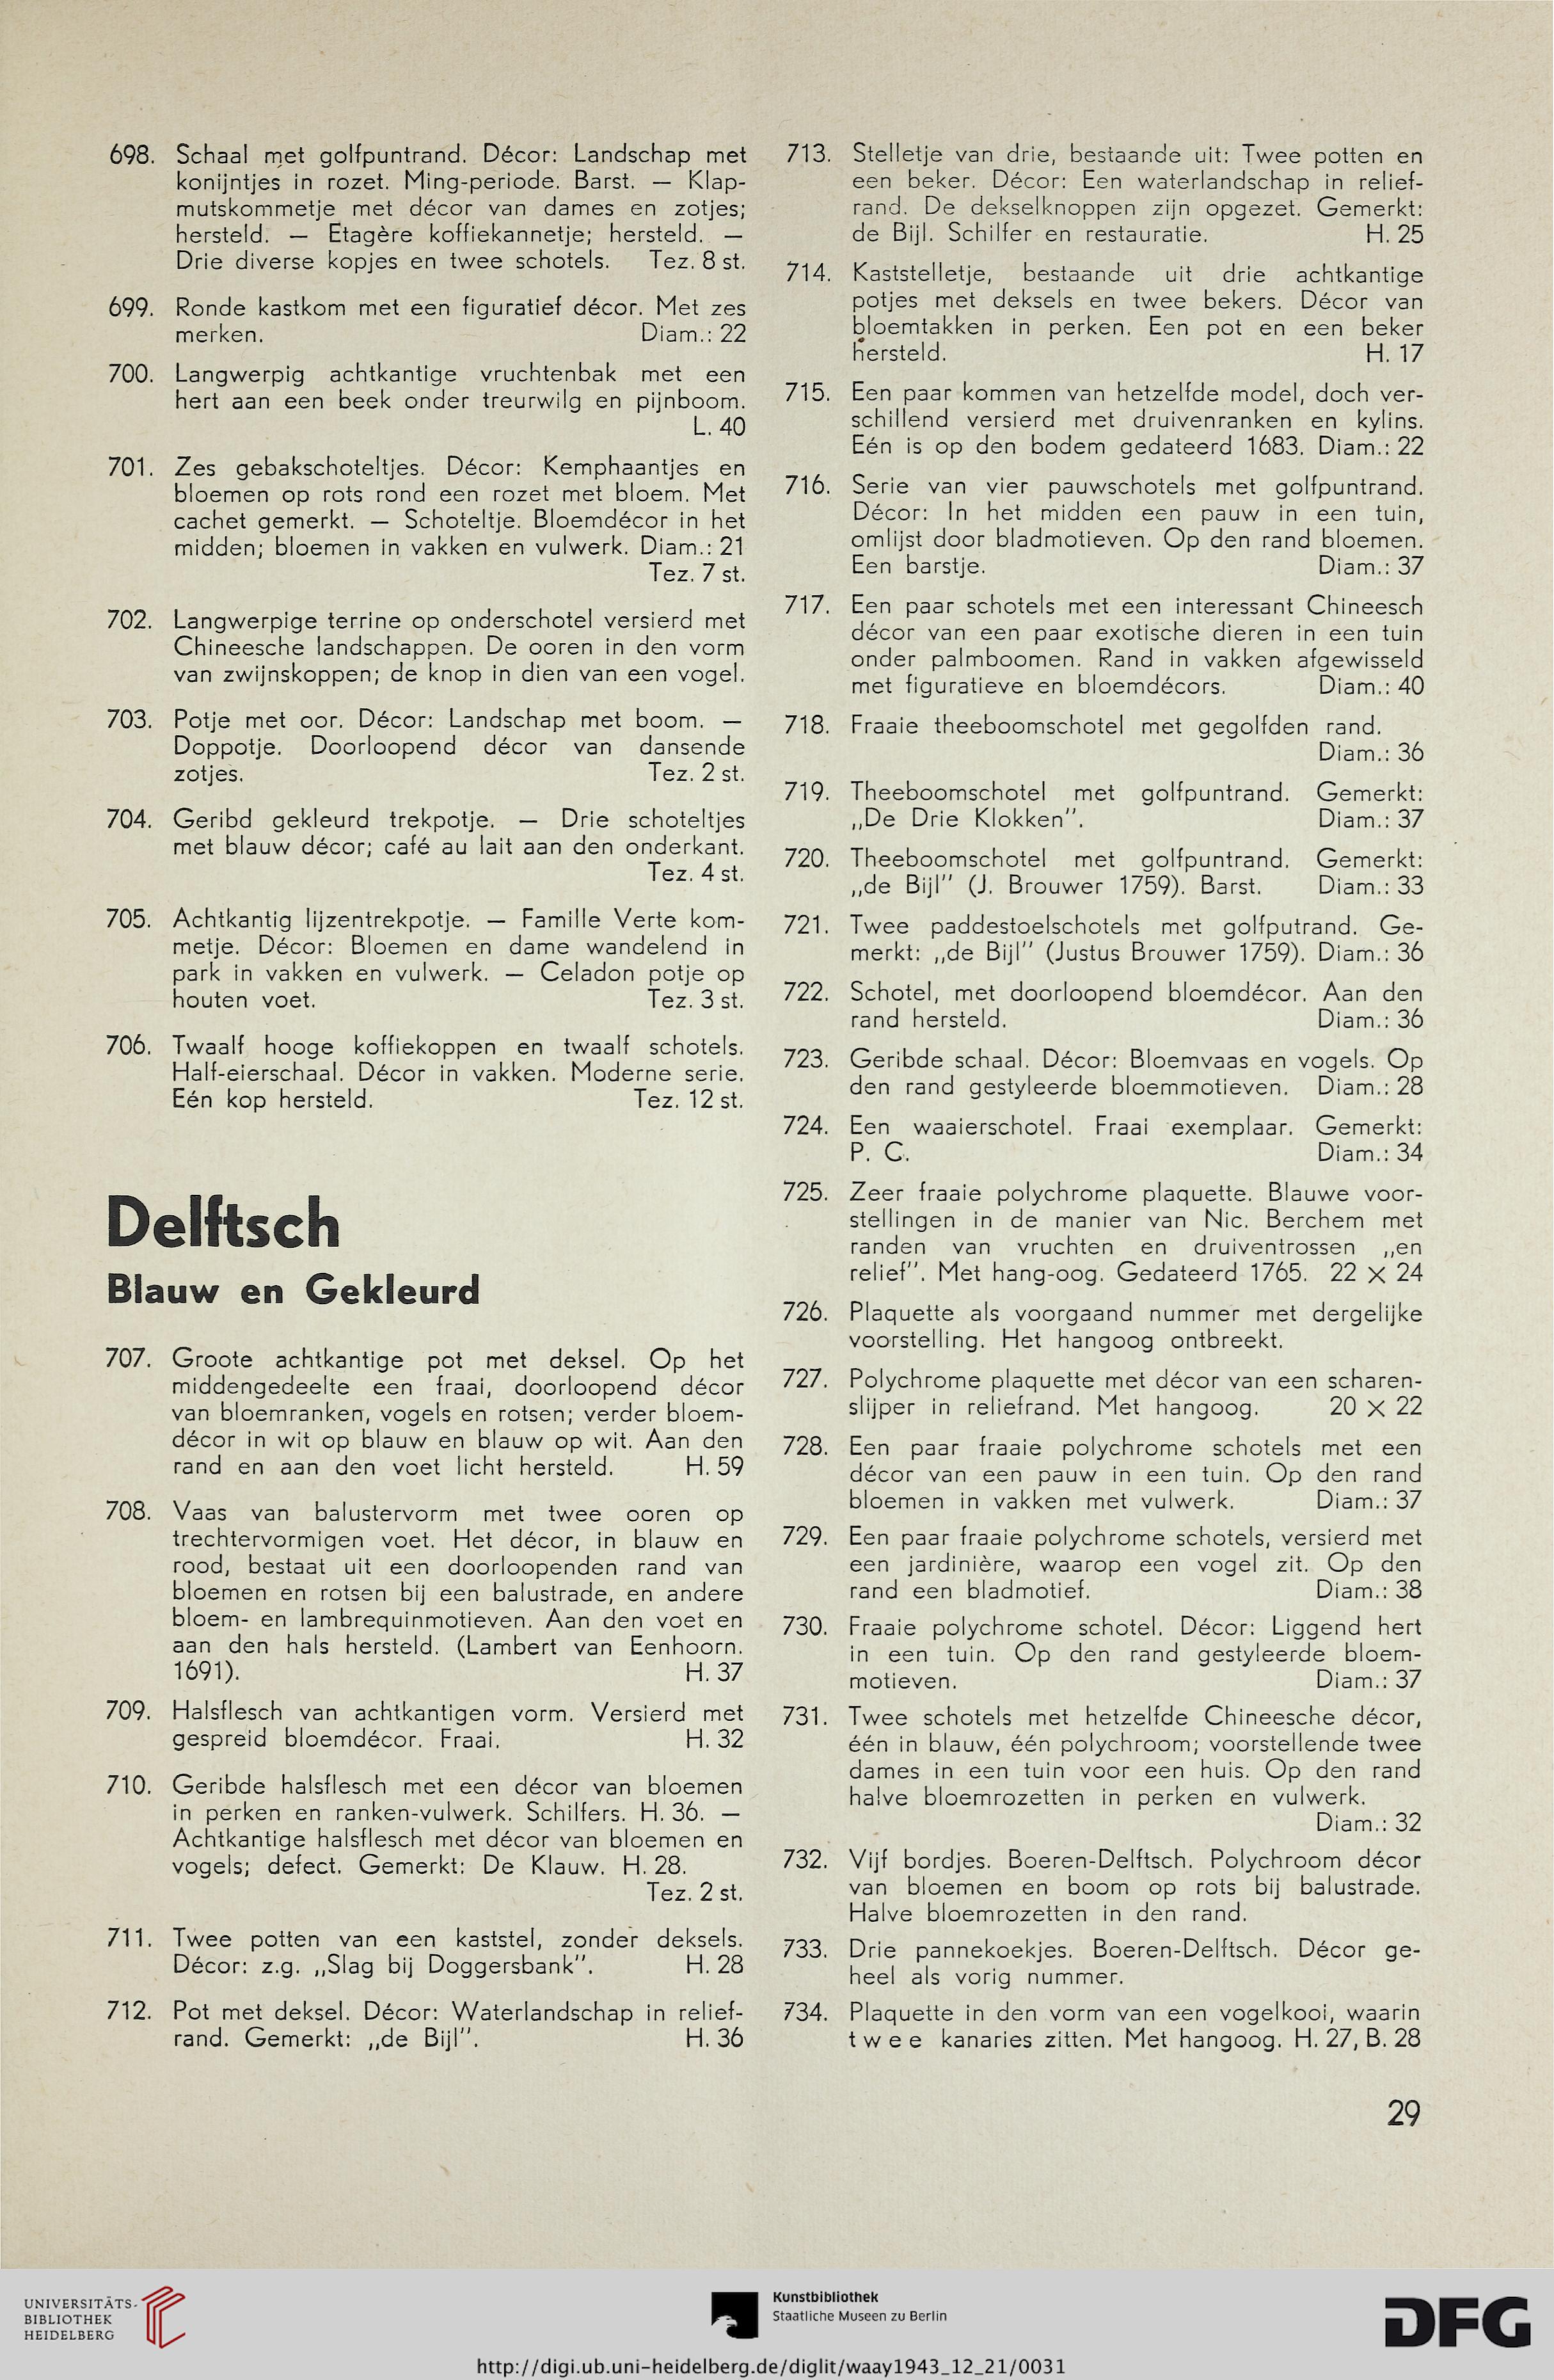 698. Schaal met golfpuntrand. Décor: Landschap met
konijntjes in rozet. Ming-periode. Barst. — Klap-
mutskommetje met décor van dames en zotjes;
hersteld. — Etagère koffiekannetje; hersteld. —
Drie diverse kopjes en twee schotels. Tez. 8 st.
699. Ronde kastkom met een figuratief décor. Met zes
merken. Diam.: 22
700. Langwerpig achtkantige vruchtenbak met een
hert aan een beek onder treurwilg en pijnboom.
L. 40
701. Zes gebakschoteltjes. Décor: Kemphaantjes en
bloemen op rots rond een rozet met bloem. Met
cachet gemerkt. — Schoteltje. Bloemdécor in het
midden; bloemen in vakken en vulwerk. Diam.: 21
Tez. 7 st.
702. Langwerpige terrine op onderschotel versierd met
Chineesche landschappen. De ooren in den vorm
van zwijnskoppen; de knop in dien van een vogel.
703. Potje met oor. Décor: Landschap met boom. —
Doppotje. Doorloopend décor van dansende
zotjes. Tez. 2 st.
704. Geribd gekleurd trekpotje. — Drie schoteltjes
met blauw décor; café au lait aan den onderkant.
Tez. 4 st.
705. Achtkantig lijzentrekpotje. — Famille Verte kom-
metje. Décor: Bloemen en dame wandelend in
park in vakken en vulwerk. — Celadon potje op
houten voet. Tez. 3 st.
706. Twaalf hooge koffiekoppen en twaalf schotels.
Half-eierschaal. Décor in vakken. Moderne serie.
Eén kop hersteld. Tez. 12 st.
Delftsch
Blauw en Gekleurd
707. Groote achtkantige pot met deksel. Op het
middengedeelte een fraai, doorloopend décor
van bloemranken, vogels en rotsen; verder bloem-
décor in wit op blauw en blauw op wit. Aan den
rand en aan den voet licht hersteld. H. 59
708. Vaas van balustervorm met twee ooren op
trechtervormigen voet. Het décor, in blauw en
rood, bestaat uit een doorloopenden rand van
bloemen en rotsen bij een balustrade, en andere
bloem- en lambrequinmotieven. Aan den voet en
aan den hals hersteld. (Lambert van Eenhoorn.
1691). H. 37
709. Halsflesch van achtkantigen vorm. Versierd met
gespreid bloemdécor. Fraai. H. 32
710. Geribde halsflesch met een décor van bloemen
in perken en ranken-vulwerk. Schilfers. H. 36. —
Achtkantige halsflesch met décor van bloemen en
vogels; defect. Gemerkt: De Klauw. H. 28.
Tez. 2 st.
711. Twee potten van een kaststel, zonder deksels.
Décor: z.g. ,,Slag bij Doggersbank". H. 28
712. Pot met deksel. Décor: Waterlandschap in relief-
rand. Gemerkt: ,,de Bijl". H. 36
713. Stelletje van drie, bestaande uit: Twee potten en
een beker. Décor: Een waterlandschap in relief-
rand. De dekselknoppen zijn opgezet. Gemerkt:
de Bijl. Schilfer en restauratie. H. 25
714. Kaststelletje, bestaande uit drie achtkantige
potjes met deksels en twee bekers. Décor van
bloemtakken in perken. Een pot en een beker
hersteld. H. 17
715. Een paar kommen van hetzelfde model, doch ver-
schillend versierd met druivenranken en kylins.
Eén is op den bodem gedateerd 1683. Diam.: 22
716. Serie van vier pauwschotels met golfpuntrand.
Décor: In het midden een pauw in een tuin,
omlijst door bladmotieven. Op den rand bloemen.
Een barstje. Diam.: 37
717. Een paar schotels met een interessant Chineesch
décor van een paar exotische dieren in een tuin
onder palmboomen. Rand in vakken afgewisseld
met figuratieve en bloemdécors. Diam.: 40
718. Fraaie theeboomschotel met gegolfden rand.
Diam.: 36
719. Theeboomschotel met golfpuntrand. Gemerkt:
,,De Drie Klokken". Diam.: 37
720. Theeboomschotel met golfpuntrand. Gemerkt:
,,de Bijl" (J. Brouwer 1759). Barst. Diam.: 33
721. Twee paddestoelschotels met golfputrand. Ge-
merkt: ,,de Bijl" (Justus Brouwer 1759). Diam.: 36
722. Schotel, met doorloopend bloemdécor. Aan den
rand hersteld. Diam.: 36
723. Geribde schaal. Décor: Bloemvaas en vogels. Op
den rand gestyleerde bloemmotieven. Diam.: 28
724. Een waaierschotel. Fraai exemplaar. Gemerkt:
P. C. Diam.: 34
725. Zeer fraaie polychrome plaquette. Blauwe voor-
stellingen in de manier van Nic. Berchem met
randen van vruchten en druiventrossen ,,en
relief". Met hang-oog. Gedateerd 1765. 22 × 24
726. Plaquette als voorgaand nummer met dergelijke
voorstelling. Het hangoog ontbreekt.
727. Polychrome plaquette met décor van een scharen-
slijper in reliefrand. Met hangoog. 20 × 22
728. Een paar fraaie polychrome schotels met een
décor van een pauw in een tuin. Op den rand
bloemen in vakken met vulwerk. Diam.: 37
729. Een paar fraaie polychrome schotels, versierd met
een jardinière, waarop een vogel zit. Op den
rand een bladmotief. Diam.: 38
730. Fraaie polychrome schotel. Décor: Liggend hert
in een tuin. Op den rand gestyleerde bloem-
motieven. Diam.: 37
731. Twee schotels met hetzelfde Chineesche décor,
één in blauw, één polychroom; voorstellende twee
dames in een tuin voor een huis. Op den rand
halve bloemrozetten in perken en vulwerk.
Diam.: 32
732. Vijf bordjes. Boeren-Delftsch. Polychroom décor
van bloemen en boom op rots bij balustrade.
Halve bloemrozetten in den rand.
733. Drie pannekoekjes. Boeren-Delftsch. Décor ge-
heel als vorig nummer.
734. Plaquette in den vorm van een vogelkooi, waarin
twee kanaries zitten. Met hangoog. H. 27, B. 28
29
UNIVERSITÄTS-
BIBLIOTHEK
HEIDELBERG
Kunstbibliothek
Staatliche Museen zu Berlin
DFG
http://digi.ub.uni-heidelberg.de/diglit/waay1943_12_21/0031